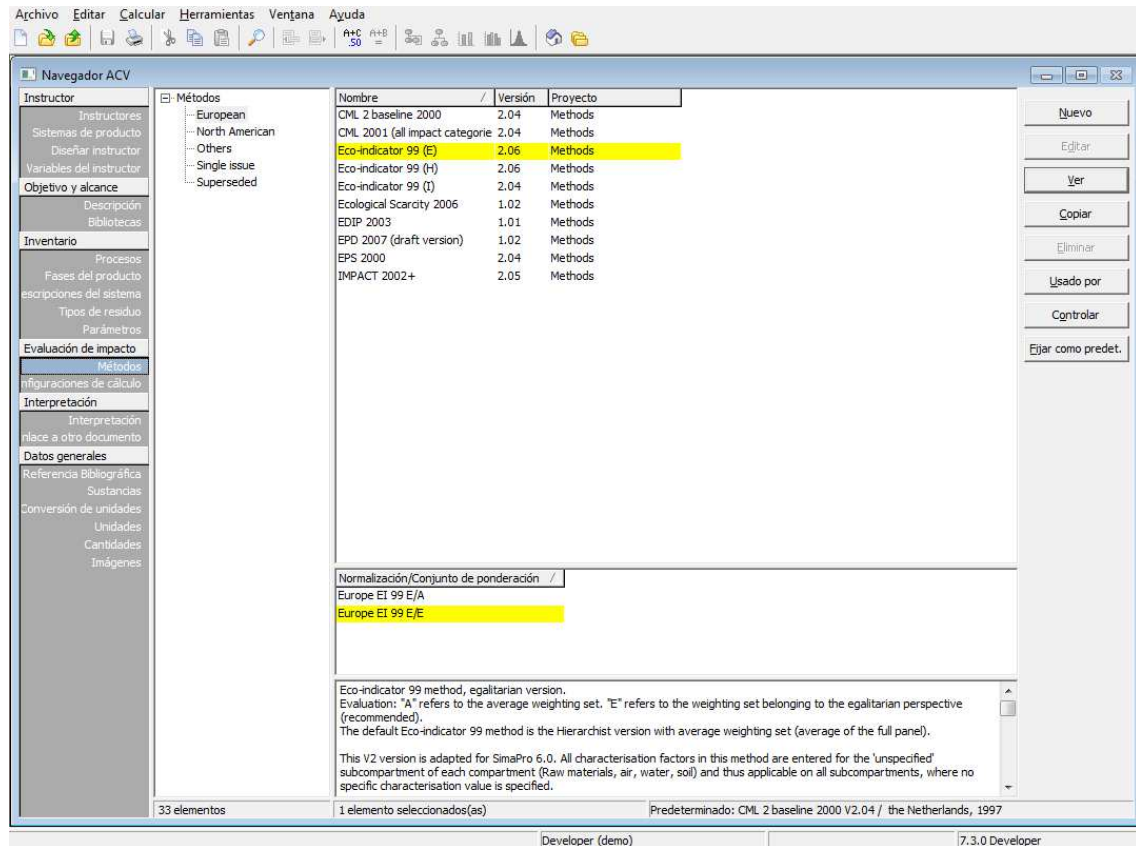 Archivo Editar Calcular Herramientas Ventana Ayuda
A+C .50 A+B =
Navegador ACV
Instructor
Instructores
Sistemas de producto
Diseñar instructor
Variables del instructor
Objetivo y alcance
Descripción
Bibliotecas
Inventario
Procesos
Fases del producto
escripciones del sistema
Tipos de residuo
Parámetros
Evaluación de impacto
Métodos
nfiguraciones de cálculo
Interpretación
Interpretación
nlace a otro documento
Datos generales
Referencia Bibliográfica
Sustancias
Conversión de unidades
Unidades
Cantidades
Imágenes
Métodos
European
North American
Others
Single issue
Superseded
Nombre / Versión Proyecto
CML 2 baseline 2000 2.04 Methods
CML 2001 (all impact categorie 2.04 Methods
Eco-indicator 99 (E) 2.06 Methods
Eco-indicator 99 (H) 2.06 Methods
Eco-indicator 99 (I) 2.04 Methods
Ecological Scarcity 2006 1.02 Methods
EDIP 2003 1.01 Methods
EPD 2007 (draft version) 1.02 Methods
EPS 2000 2.04 Methods
IMPACT 2002+ 2.05 Methods
Normalización/Conjunto de ponderación /
Europe EI 99 E/A
Europe EI 99 E/E
Eco-indicator 99 method, egalitarian version.
Evaluation: "A" refers to the average weighting set. "E" refers to the weighting set belonging to the egalitarian perspective
(recommended).
The default Eco-indicator 99 method is the Hierarchist version with average weighting set (average of the full panel).
This V2 version is adapted for SimaPro 6.0. All characterisation factors in this method are entered for the 'unspecified'
subcompartment of each compartment (Raw materials, air, water, soil) and thus applicable on all subcompartments, where no
specific characterisation value is specified.
Nuevo
Editar
Ver
Copiar
Eliminar
Usado por
Controlar
Fijar como predet.
33 elementos 1 elemento seleccionados(as) Predeterminado: CML 2 baseline 2000 V2.04 / the Netherlands, 1997
Developer (demo) 7.3.0 Developer